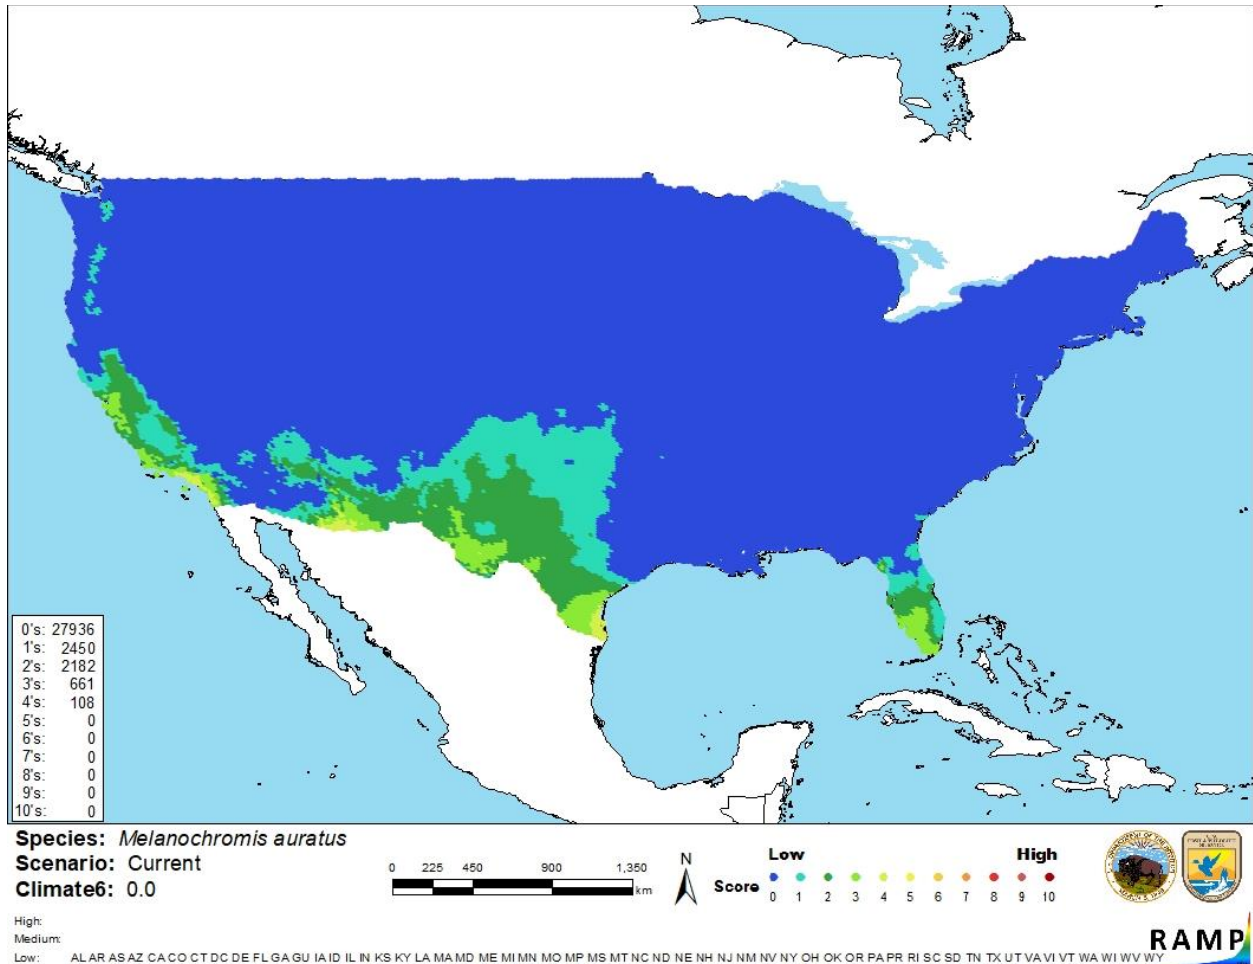 0's: 27936
1's: 2450
2's: 2182
3's: 661
4's: 108
5's: 0
6's: 0
7's: 0
8's: 0
9's: 0
10's: 0
Species: Melanochromis auratus
Scenario: Current
Climate6: 0.0
0 225 450 900 1,350
km
N
Low High
Score
0 1 2 3 4 5 6 7 8 9 10
High:
Medium:
Low: AL AR AS AZ CA CO CT DC DE FL GA GU IA ID IL IN KS KY LA MA MD ME MI MN MO MP MS MT NC ND NE NH NJ NM NV NY OH OK OR PA PR RI SC SD TN TX UT VA VI VT WA WI WV WY
RAMP